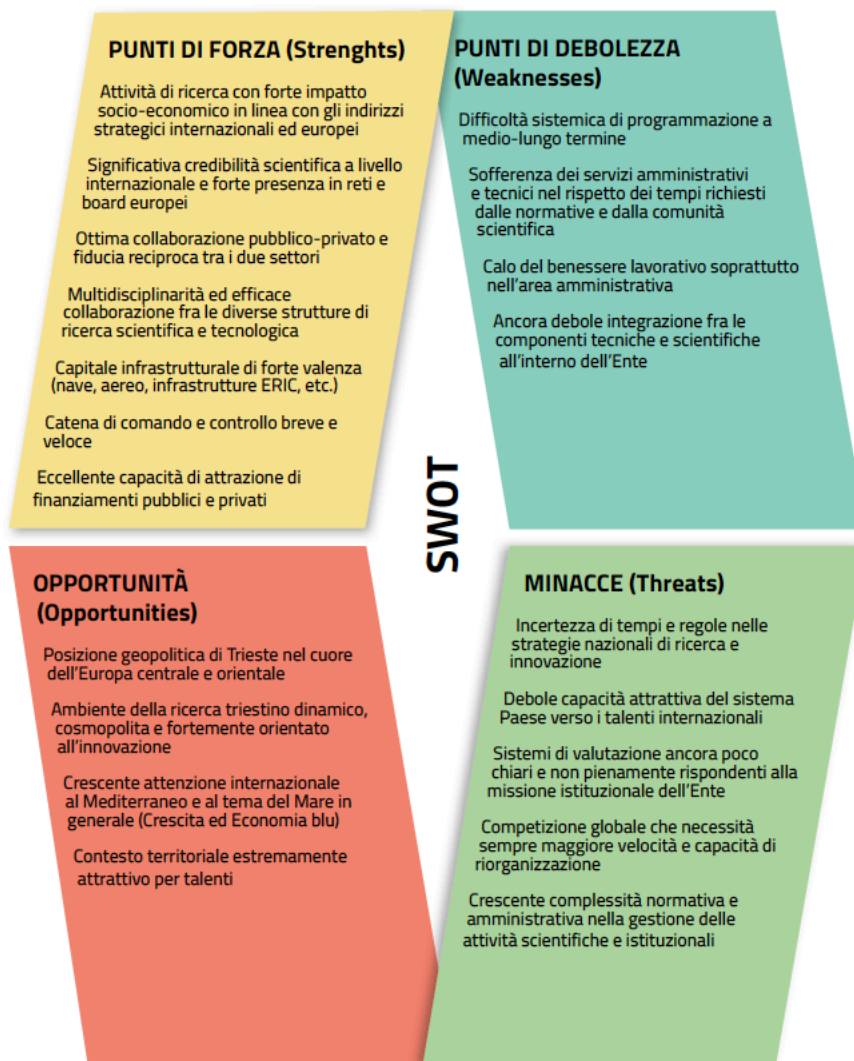 PUNTI DI FORZA (Strenghts)
Attività di ricerca con forte impatto
socio-economico in linea con gli indirizzi
strategici internazionali ed europei
Significativa credibilità scientifica a livello
internazionale e forte presenza in reti e
board europei
Ottima collaborazione pubblico-privato e
fiducia reciproca tra i due settori
Multidisciplinarità ed efficace
collaborazione fra le diverse strutture di
ricerca scientifica e tecnologica
Capitale infrastrutturale di forte valenza
(nave, aereo, infrastrutture ERIC, etc.)
Catena di comando e controllo breve e
veloce
Eccellente capacità di attrazione di
finanziamenti pubblici e privati
PUNTI DI DEBOLEZZA
(Weaknesses)
Difficoltà sistemica di programmazione a
medio-lungo termine
Sofferenza dei servizi amministrativi
e tecnici nel rispetto dei tempi richiesti
dalle normative e dalla comunità
scientifica
Calo del benessere lavorativo soprattutto
nell'area amministrativa
Ancora debole integrazione fra le
componenti tecniche e scientifiche
all'interno dell'Ente
SWOT
OPPORTUNITÀ
(Opportunities)
Posizione geopolitica di Trieste nel cuore
dell'Europa centrale e orientale
Ambiente della ricerca triestino dinamico,
cosmopolita e fortemente orientato
all'innovazione
Crescente attenzione internazionale
al Mediterraneo e al tema del Mare in
generale (Crescita ed Economia blu)
Contesto territoriale estremamente
attrattivo per talenti
MINACCE (Threats)
Incertezza di tempi e regole nelle
strategie nazionali di ricerca e
innovazione
Debole capacità attrattiva del sistema
Paese verso i talenti internazionali
Sistemi di valutazione ancora poco
chiari e non pienamente rispondenti alla
missione istituzionale dell'Ente
Competizione globale che necessità
sempre maggiore velocità e capacità di
riorganizzazione
Crescente complessità normativa e
amministrativa nella gestione delle
attività scientifiche e istituzionali